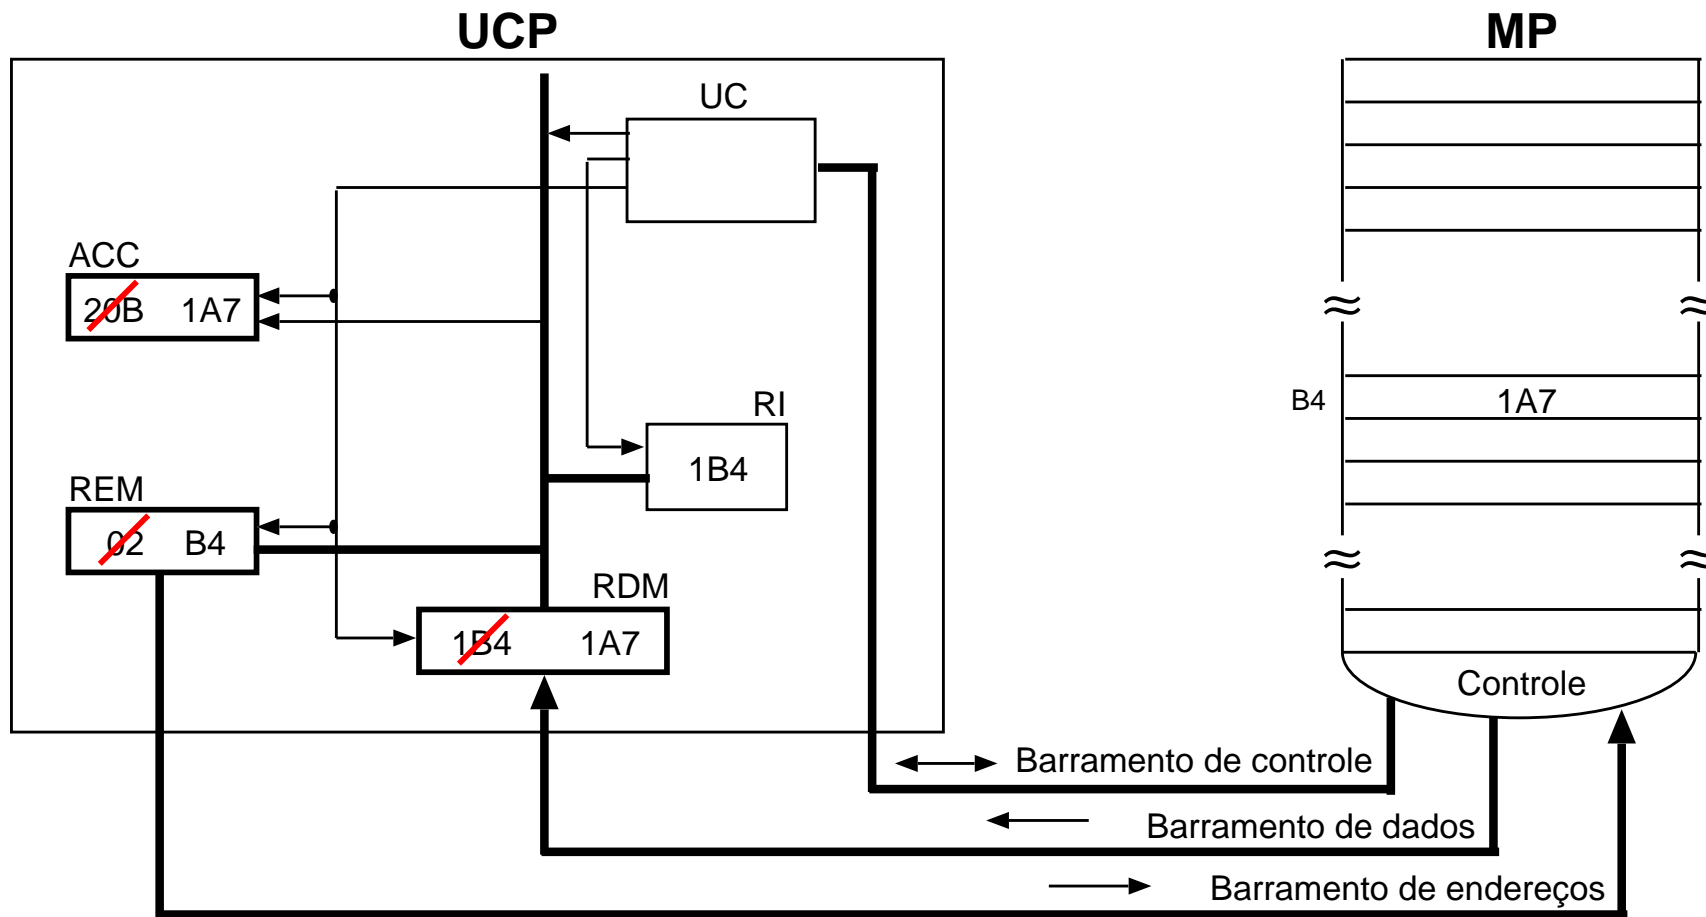 UCP
MP
UC
ACC
20B 1A7
B4 1A7
RI
1B4
REM
02 B4
RDM
1B4 1A7
Controle
Barramento de controle
Barramento de dados
Barramento de endereços